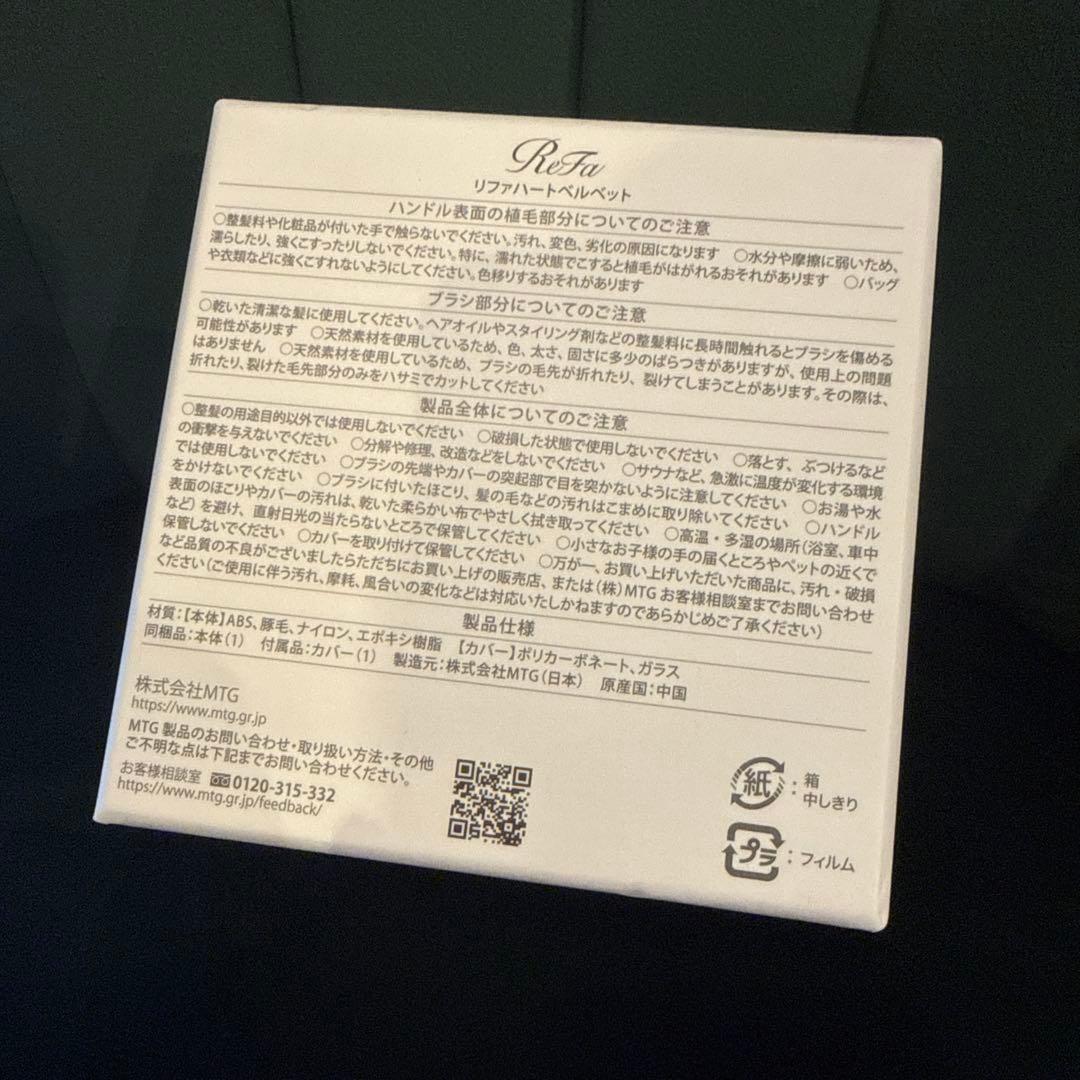 ReFa
リファハートベルベット
ハンドル表面の植毛部分についてのご注意
○整髪料や化粧品が付いた手で触らないでください。汚れ、変色、劣化の原因になります ○水分や摩擦に弱いため、
濡らしたり、強くこすったりしないでください。特に、濡れた状態でこすると植毛がはがれるおそれがあります ○バッグ
や衣類などに強くこすれないようにしてください。色移りするおそれがあります
ブラシ部分についてのご注意
○乾いた清潔な髪に使用してください。ヘアオイルやスタイリング剤などの整髪料に長時間触れるとブラシを傷める
可能性があります ○天然素材を使用しているため、色、太さ、固さに多少のばらつきがありますが、使用上の問題
はありません ○天然素材を使用しているため、ブラシの毛先が折れたり、裂けてしまうことがあります。その際は、
折れたり、裂けた毛先部分のみをハサミでカットしてください
製品全体についてのご注意
○整髪の用途目的以外では使用しないでください ○破損した状態で使用しないでください ○落とす、ぶつけるなど
の衝撃を与えないでください ○分解や修理、改造などをしないでください ○サウナなど、急激に温度が変化する環境
では使用しないでください ○ブラシの先端やカバーの突起部で目を突かないように注意してください ○お湯や水
をかけないでください ○ブラシに付いたほこり、髪の毛などの汚れはこまめに取り除いてください ○ハンドル
表面のほこりやカバーの汚れは、乾いた柔らかい布でやさしく拭き取ってください ○高温・多湿の場所（浴室、車中
など）を避け、直射日光の当たらないところで保管してください ○小さなお子様の手の届くところやペットの近くで
保管しないでください ○カバーを取り付けて保管してください ○万が一、お買い上げいただいた商品に、汚れ・破損
など品質の不良がございましたらただちにお買い上げの販売店、または（株）MTG お客様相談室までお問い合わせ
ください（ご使用に伴う汚れ、摩耗、風合いの変化などは対応いたしかねますのであらかじめご了承ください）
製品仕様
材質：【本体】ABS、豚毛、ナイロン、エポキシ樹脂 【カバー】ポリカーボネート、ガラス
同梱品：本体（1） 付属品：カバー（1） 製造元：株式会社MTG（日本） 原産国：中国
株式会社MTG
https://www.mtg.gr.jp
MTG 製品のお問い合わせ・取り扱い方法・その他
ご不明な点は下記までお問い合わせください。
お客様相談室 0120-315-332
https://www.mtg.gr.jp/feedback/
紙：箱
中しきり
プラ：フィルム